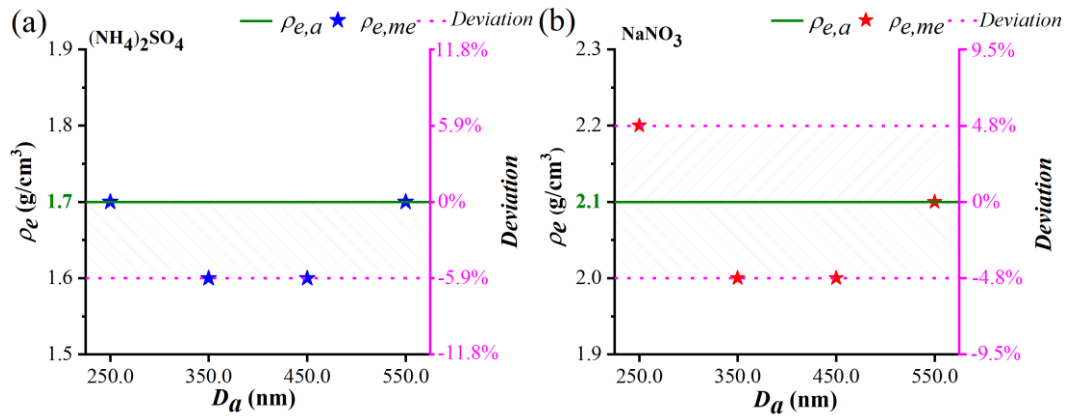 (a)
ρe,a ρe,me Deviation
(NH4)2SO4
1.9
1.8
1.7
1.6
1.5
ρe (g/cm3)
11.8%
5.9%
0%
-5.9%
-11.8%
Deviation
250.0 350.0 450.0 550.0
Da (nm)
(b)
ρe,a ρe,me Deviation
NaNO3
2.3
2.2
2.1
2.0
1.9
ρe (g/cm3)
9.5%
4.8%
0%
-4.8%
-9.5%
Deviation
250.0 350.0 450.0 550.0
Da (nm)